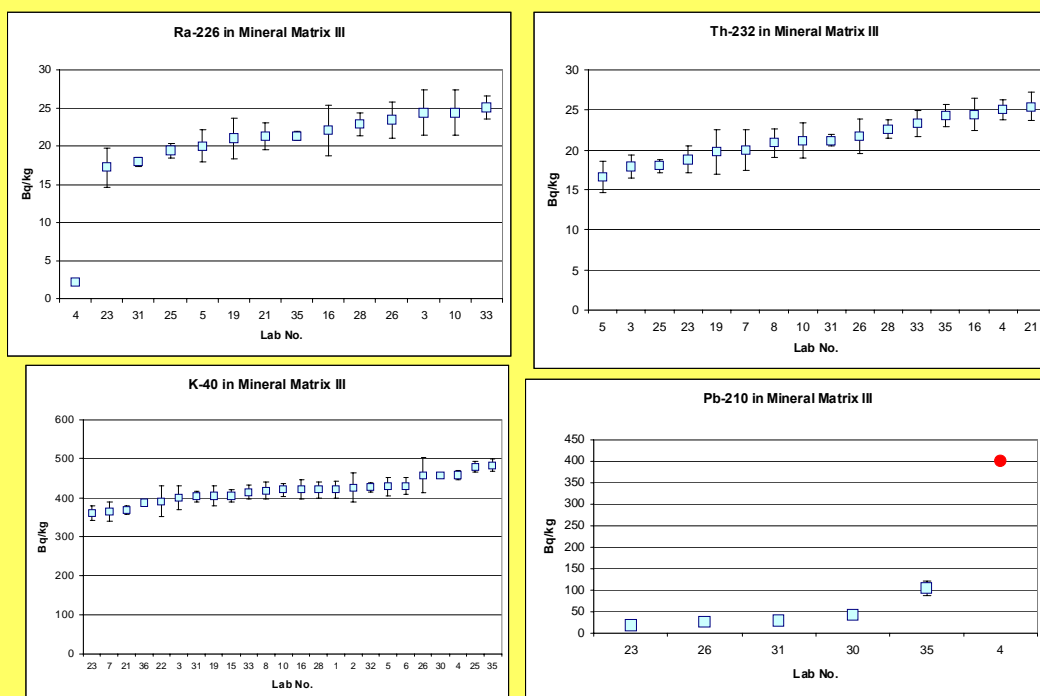 Ra-226 in Mineral Matrix III
30
25
20
15
10
5
0
Bq/kg
4 23 31 25 5 19 21 35 16 28 26 3 10 33
Lab No.
Th-232 in Mineral Matrix III
30
25
20
15
10
5
0
Bq/kg
5 3 25 23 19 7 8 10 31 26 28 33 35 16 4 21
Lab No.
K-40 in Mineral Matrix III
600
500
400
300
200
100
0
Bq/kg
23 7 21 36 22 3 31 19 15 33 8 10 16 28 1 2 32 5 6 26 30 4 25 35
Lab No.
Pb-210 in Mineral Matrix III
450
400
350
300
250
200
150
100
50
0
Bq/kg
23 26 31 30 35 4
Lab No.